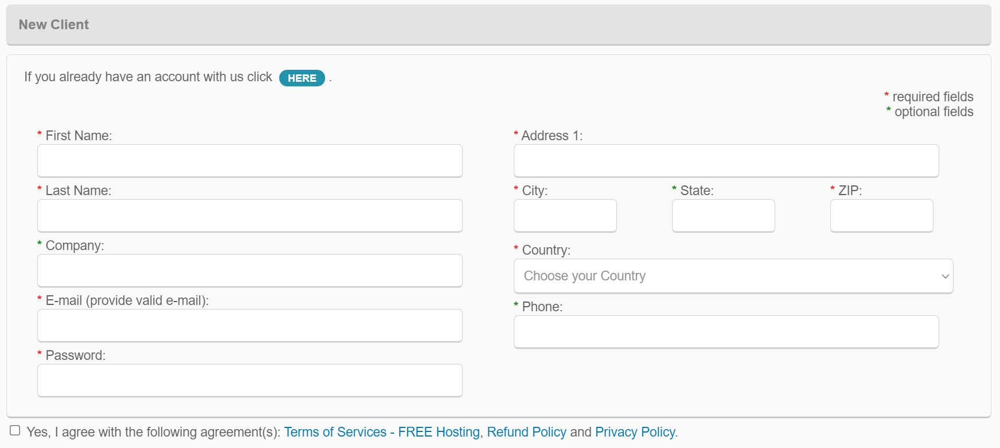 New Client
If you already have an account with us click HERE .
* required fields
* optional fields
* First Name:
* Last Name:
* Company:
* E-mail (provide valid e-mail):
* Password:
* Address 1:
* City: * State: * ZIP:
* Country:
Choose your Country
* Phone:
Yes, I agree with the following agreement(s): Terms of Services - FREE Hosting, Refund Policy and Privacy Policy.